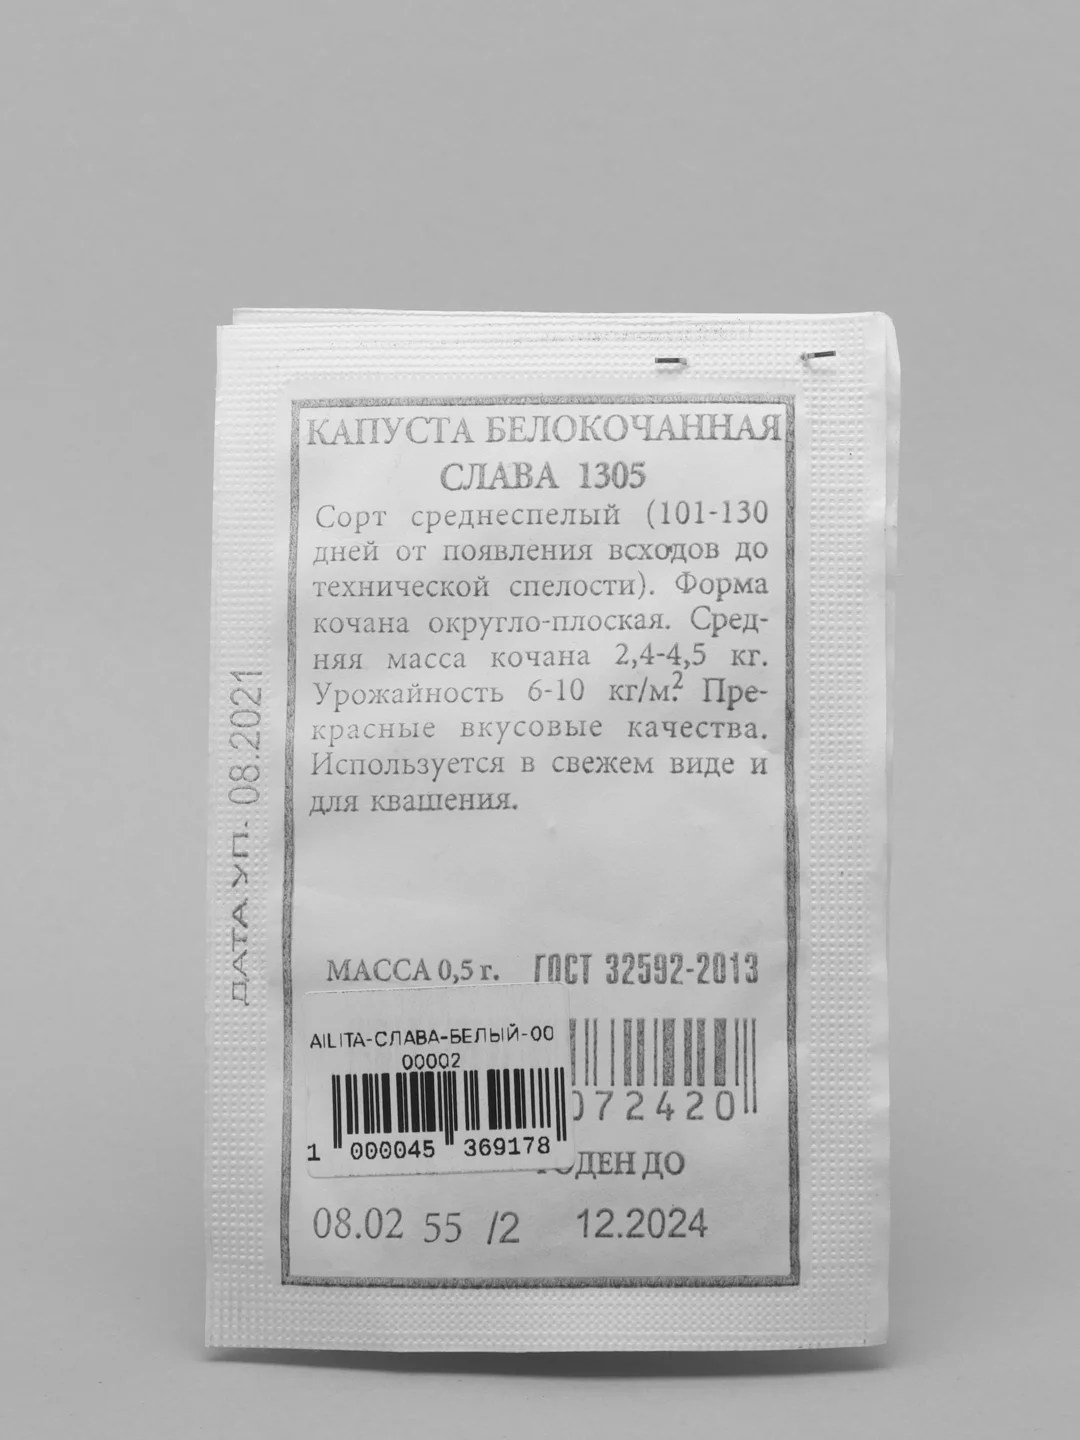 КАПУСТА БЕЛОКОЧАННАЯ
СЛАВА 1305
Сорт среднеспелый (101-130
дней от появления всходов до
технической спелости). Форма
кочана округло-плоская. Сред-
няя масса кочана 2,4-4,5 кг.
Урожайность 6-10 кг/м². Пре-
красные вкусовые качества.
Используется в свежем виде и
для квашения.
ДАТА УП. 08.2021
МАССА 0,5 г. ГОСТ 32592-2013
AILITA-СЛАВА-БЕЛЫЙ-00
00002
1 000045 369178
072420
ДЕН ДО
08.02 55 /2 12.2024